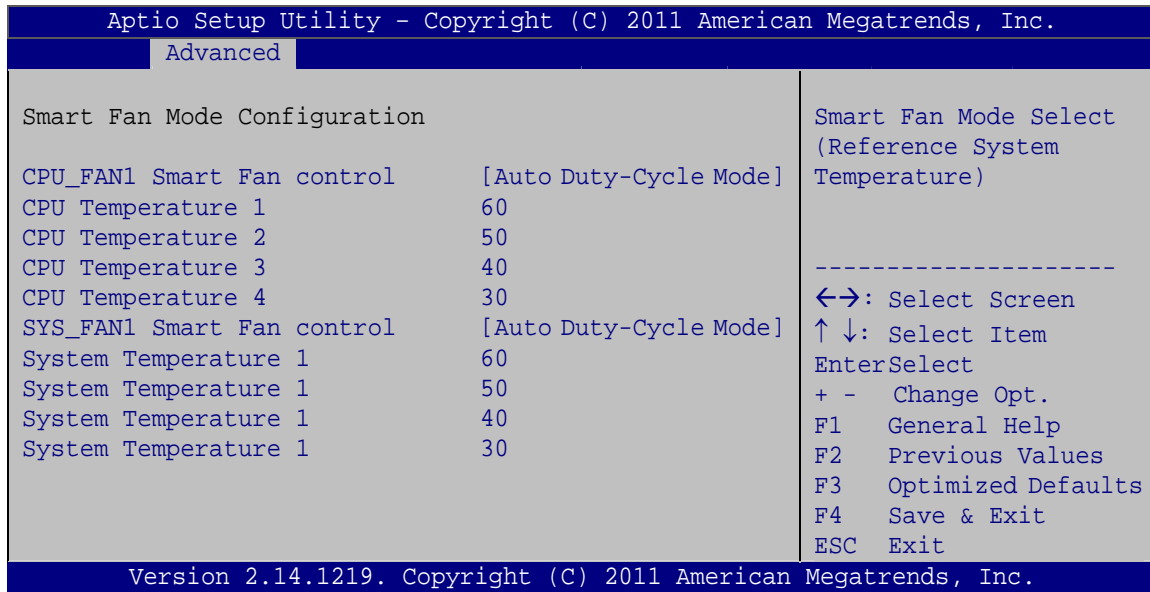 Aptio Setup Utility – Copyright (C) 2011 American Megatrends, Inc.
Advanced
Smart Fan Mode Configuration
CPU_FAN1 Smart Fan control [Auto Duty-Cycle Mode]
CPU Temperature 1 60
CPU Temperature 2 50
CPU Temperature 3 40
CPU Temperature 4 30
SYS_FAN1 Smart Fan control [Auto Duty-Cycle Mode]
System Temperature 1 60
System Temperature 1 50
System Temperature 1 40
System Temperature 1 30
Smart Fan Mode Select
(Reference System
Temperature)
---------------------
←→: Select Screen
↑ ↓: Select Item
EnterSelect
+ - Change Opt.
F1 General Help
F2 Previous Values
F3 Optimized Defaults
F4 Save & Exit
ESC Exit
Version 2.14.1219. Copyright (C) 2011 American Megatrends, Inc.